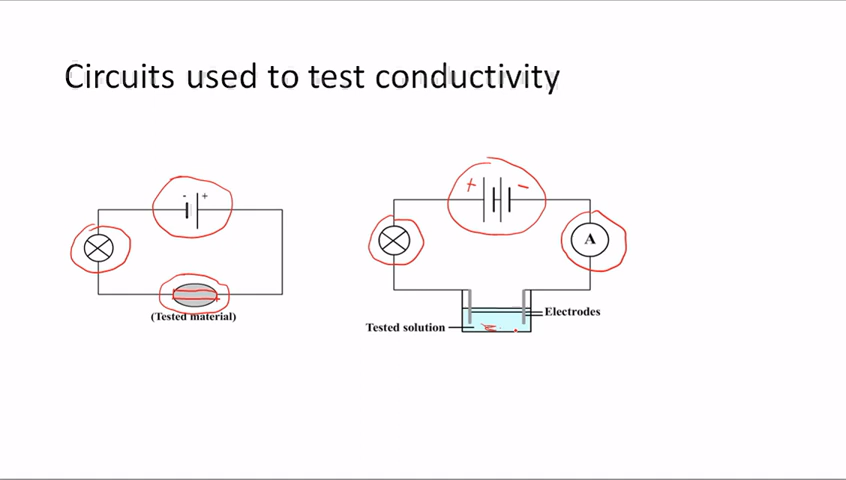 Circuits used to test conductivity
- +
+ -
A
(Tested material)
Electrodes
Tested solution